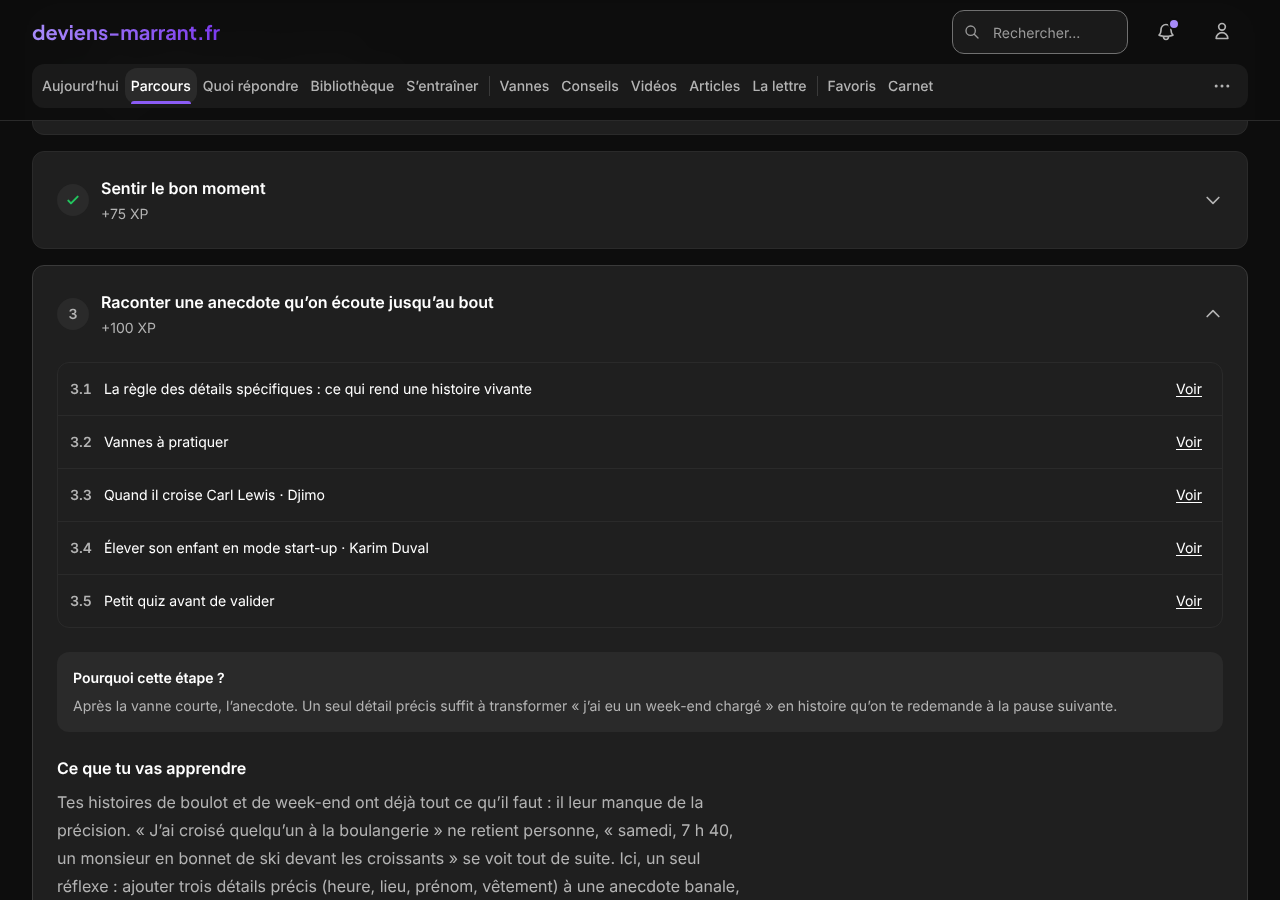 deviens-marrant.fr
Rechercher...
Aujourd’hui Parcours Quoi répondre Bibliothèque S’entraîner Vannes Conseils Vidéos Articles La lettre Favoris Carnet
Sentir le bon moment
+75 XP
3
Raconter une anecdote qu’on écoute jusqu’au bout
+100 XP
3.1 La règle des détails spécifiques : ce qui rend une histoire vivante Voir
3.2 Vannes à pratiquer Voir
3.3 Quand il croise Carl Lewis · Djimo Voir
3.4 Élever son enfant en mode start-up · Karim Duval Voir
3.5 Petit quiz avant de valider Voir
Pourquoi cette étape ?
Après la vanne courte, l’anecdote. Un seul détail précis suffit à transformer « j’ai eu un week-end chargé » en histoire qu’on te redemande à la pause suivante.
Ce que tu vas apprendre
Tes histoires de boulot et de week-end ont déjà tout ce qu’il faut : il leur manque de la
précision. « J’ai croisé quelqu’un à la boulangerie » ne retient personne, « samedi, 7 h 40,
un monsieur en bonnet de ski devant les croissants » se voit tout de suite. Ici, un seul
réflexe : ajouter trois détails précis (heure, lieu, prénom, vêtement) à une anecdote banale,